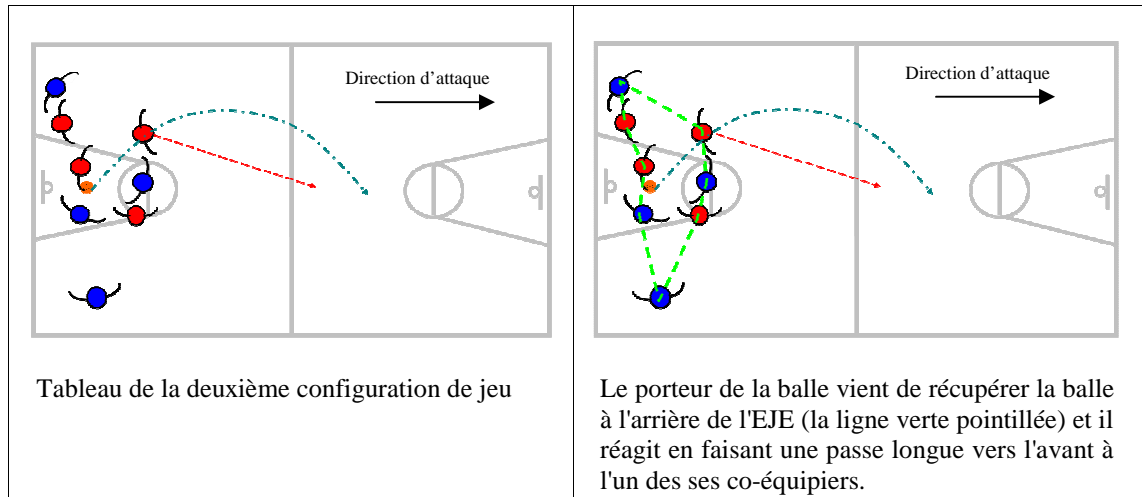 Direction d'attaque
Direction d'attaque
Tableau de la deuxième configuration de jeu
Le porteur de la balle vient de récupérer la balle
à l'arrière de l'EJE (la ligne verte pointillée) et il
réagit en faisant une passe longue vers l'avant à
l'un des ses co-équipiers.